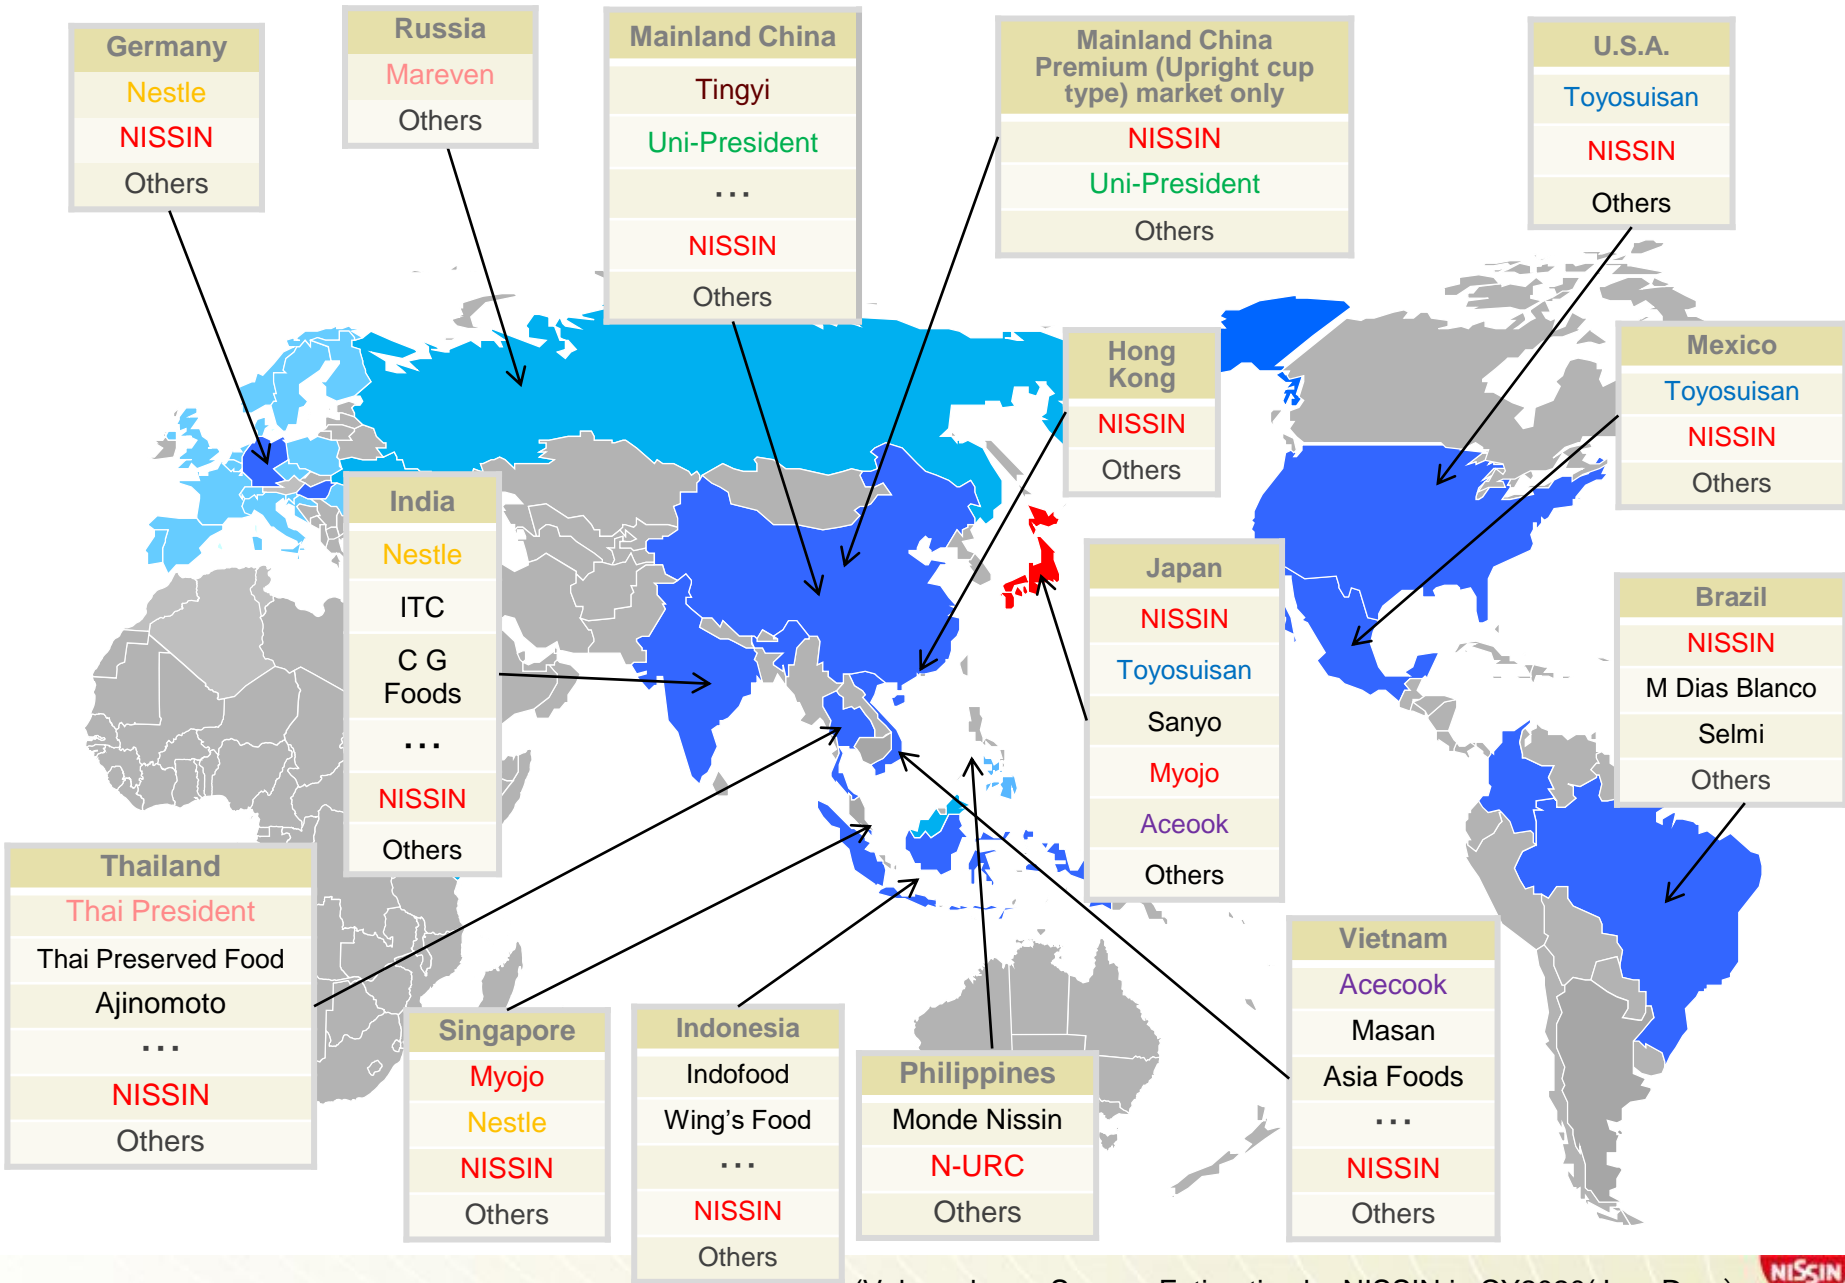 Germany
Nestle
NISSIN
Others
Russia
Mareven
Others
Mainland China
Tingyi
Uni-President
...
NISSIN
Others
Mainland China
Premium (Upright cup
type) market only
NISSIN
Uni-President
Others
U.S.A.
Toyosuisan
NISSIN
Others
Hong
Kong
NISSIN
Others
Mexico
Toyosuisan
NISSIN
Others
India
Nestle
ITC
C G
Foods
...
NISSIN
Others
Japan
NISSIN
Toyosuisan
Sanyo
Myojo
Aceook
Others
Brazil
NISSIN
M Dias Blanco
Selmi
Others
Thailand
Thai President
Thai Preserved Food
Ajinomoto
...
NISSIN
Others
Singapore
Myojo
Nestle
NISSIN
Others
Indonesia
Indofood
Wing's Food
...
NISSIN
Others
Philippines
Monde Nissin
N-URC
Others
Vietnam
Acecook
Masan
Asia Foods
...
NISSIN
Others
NISSIN